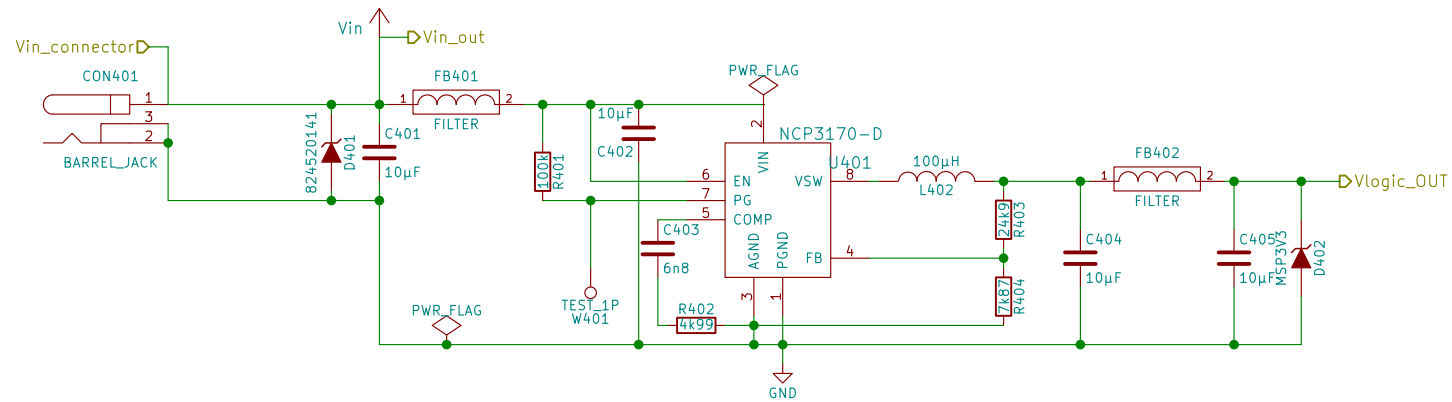 Vin_connector
CON401
1
3
2
BARREL_JACK
Vin
Vin_out
824520141
D401
C401
10µF
FB401
1
2
FILTER
100k
R401
10µF
C402
PWR_FLAG
TEST_1P
W401
PWR_FLAG
2
NCP3170-D
U401
VIN
6
EN
7
PG
5
COMP
VSW
8
FB
4
AGND
PGND
3
1
C403
6n8
R402
4k99
GND
100µH
L402
24k9
R403
7k87
R404
C404
10µF
FB402
1
2
FILTER
C405
10µF
MSP3V3
D402
Vlogic_OUT